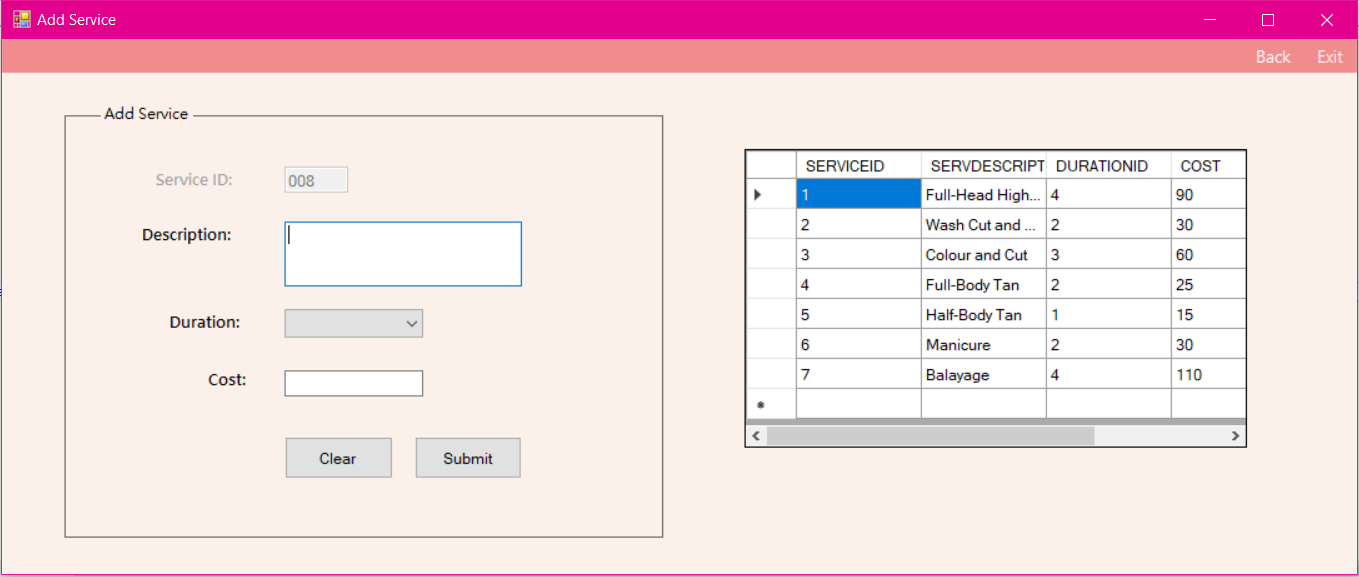 Add Service
Back Exit
Add Service
Service ID: 008
Description:
Duration:
Cost:
Clear Submit
SERVICEID SERVDESCRIPT DURATIONID COST
1 Full-Head High... 4 90
2 Wash Cut and ... 2 30
3 Colour and Cut 3 60
4 Full-Body Tan 2 25
5 Half-Body Tan 1 15
6 Manicure 2 30
7 Balayage 4 110